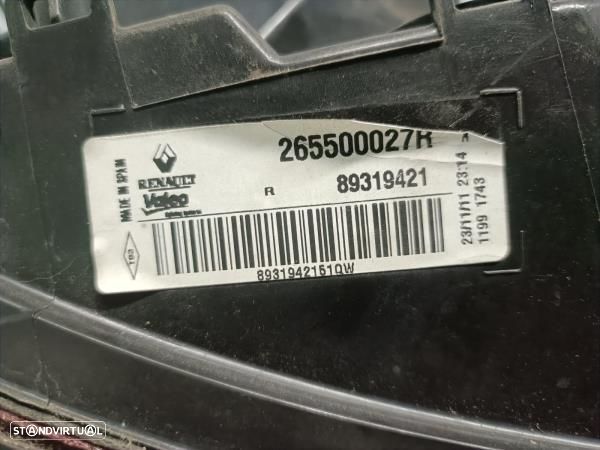 265500027R
MADE IN SPAIN
RENAULT
Valeo
R 89319421
23/11/11 23:14
1199 1743
8931942161QW
STANDVIRTUAL